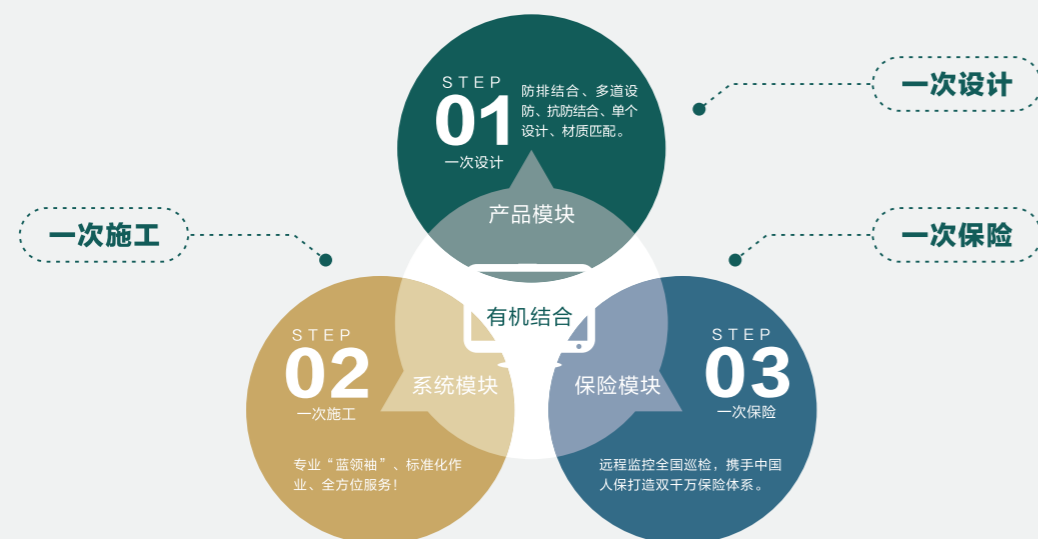 一次设计
STEP
01
一次设计
防排结合、多道设
防、抗防结合、单个
设计、材质匹配。
产品模块
一次施工
一次保险
有机结合
STEP
02
一次施工
系统模块
专业“蓝领袖”、标准化作
业、全方位服务！
STEP
03
一次保险
保险模块
远程监控全国巡检，携手中国
人保打造双千万保险体系。